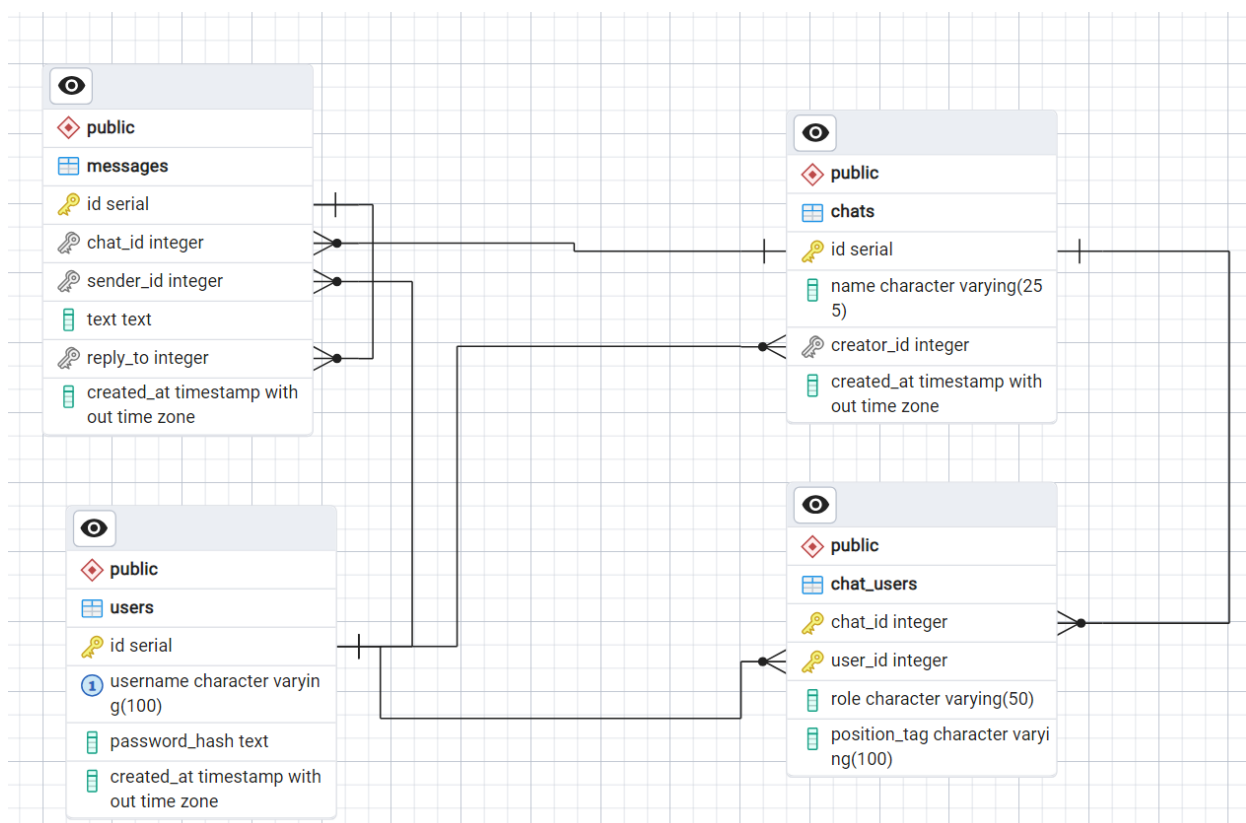 public
messages
id serial
chat_id integer
sender_id integer
text text
reply_to integer
created_at timestamp with
out time zone
public
chats
id serial
name character varying(25
5)
creator_id integer
created_at timestamp with
out time zone
public
users
id serial
1
username character varyin
g(100)
password_hash text
created_at timestamp with
out time zone
public
chat_users
chat_id integer
user_id integer
role character varying(50)
position_tag character varyi
ng(100)